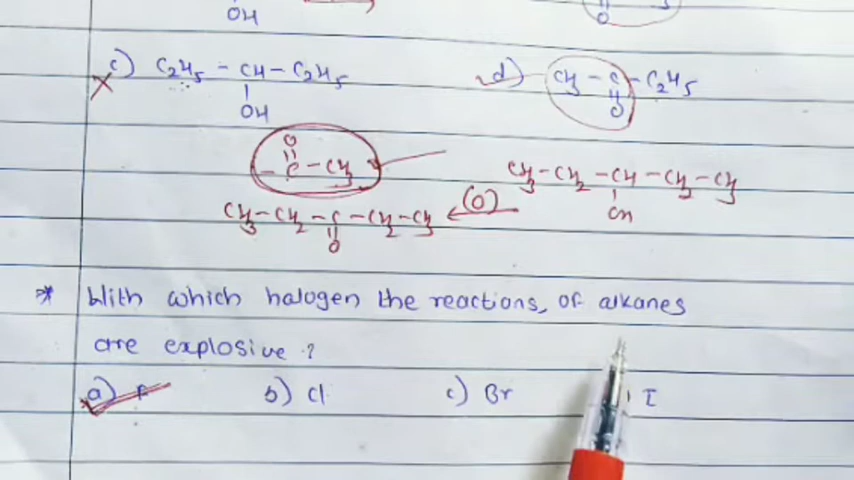 OH
O
c) C2H5 - CH - C2H5
OH
d) CH3 - C - C2H5
O
O
- C - CH3
CH3 - CH2 - CH - CH2 - CH3
OH
CH3 - CH2 - C - CH2 - CH3
O
(O)
* With which halogen the reactions, of alkanes
are explosive ?
a) F b) Cl c) Br I